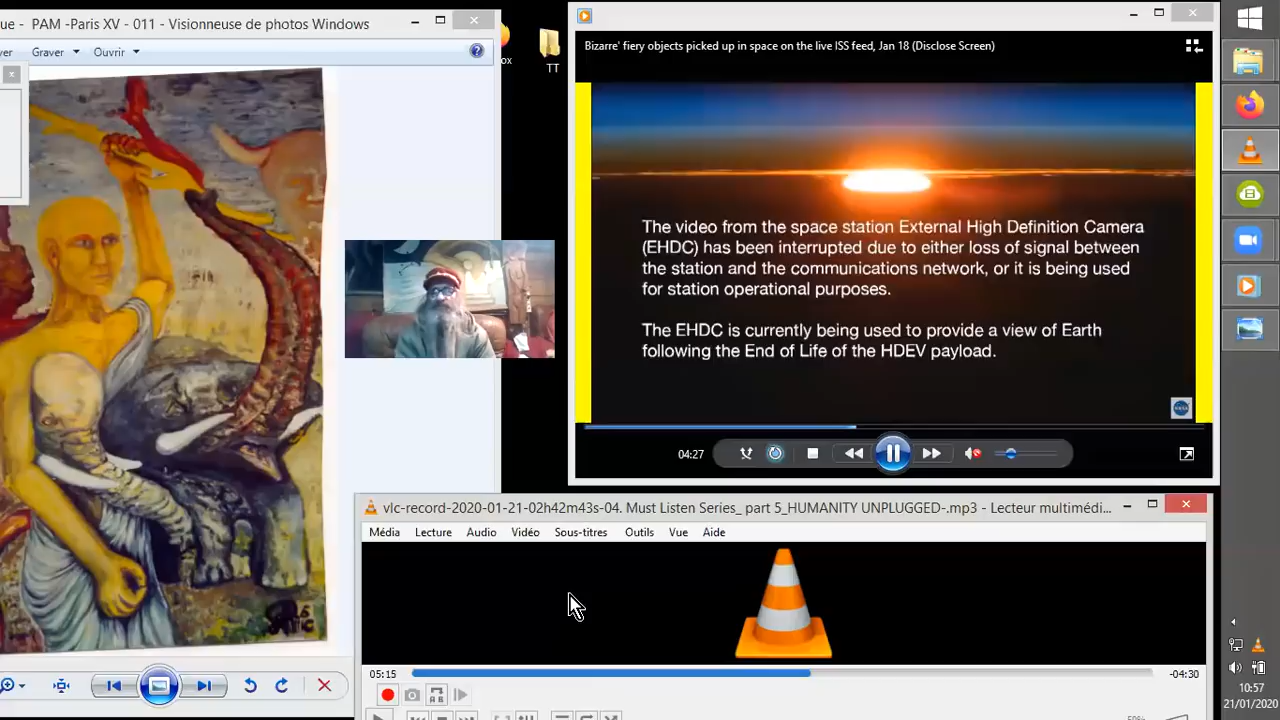 ue - PAM -Paris XV - 011 - Visionneuse de photos Windows
ver Graver Ouvrir
ox
TT
Bizarre' fiery objects picked up in space on the live ISS feed, Jan 18 (Disclose Screen)
The video from the space station External High Definition Camera
(EHDC) has been interrupted due to either loss of signal between
the station and the communications network, or it is being used
for station operational purposes.
The EHDC is currently being used to provide a view of Earth
following the End of Life of the HDEV payload.
NASA
04:27
vlc-record-2020-01-21-02h42m43s-04. Must Listen Series_ part 5_HUMANITY UNPLUGGED-.mp3 - Lecteur multimédi...
Média Lecture Audio Vidéo Sous-titres Outils Vue Aide
05:15 -04:30
10:57
21/01/2020